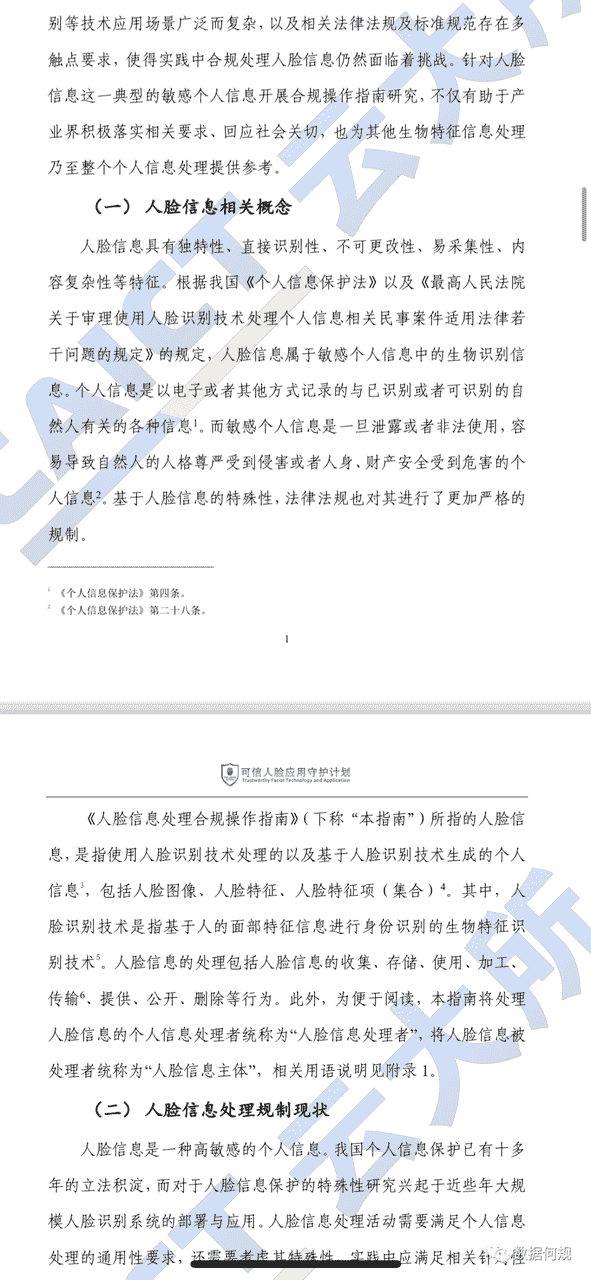 别等技术应用场景广泛而复杂，以及相关法律法规及标准规范存在多
触点要求，使得实践中合规处理人脸信息仍然面临着挑战。针对人脸
信息这一典型的敏感个人信息开展合规操作指南研究，不仅有助于产
业界积极落实相关要求、回应社会关切，也为其他生物特征信息处理
乃至整个个人信息处理提供参考。
（一） 人脸信息相关概念
人脸信息具有独特性、直接识别性、不可更改性、易采集性、内
容复杂性等特征。根据我国《个人信息保护法》以及《最高人民法院
关于审理使用人脸识别技术处理个人信息相关民事案件适用法律若
干问题的规定》的规定，人脸信息属于敏感个人信息中的生物识别信
息。个人信息是以电子或者其他方式记录的与已识别或者可识别的自
然人有关的各种信息1。而敏感个人信息是一旦泄露或者非法使用，容
易导致自然人的人格尊严受到侵害或者人身、财产安全受到危害的个
人信息2。基于人脸信息的特殊性，法律法规也对其进行了更加严格的
规制。
1 《个人信息保护法》第四条。
2 《个人信息保护法》第二十八条。
1
可信人脸应用守护计划
Trustworthy Facial Technology and Application
《人脸信息处理合规操作指南》（下称“本指南”）所指的人脸信
息，是指使用人脸识别技术处理的以及基于人脸识别技术生成的个人
信息3，包括人脸图像、人脸特征、人脸特征项（集合）4。其中，人
脸识别技术是指基于人的面部特征信息进行身份识别的生物特征识
别技术5。人脸信息的处理包括人脸信息的收集、存储、使用、加工、
传输6、提供、公开、删除等行为。此外，为便于阅读，本指南将处理
人脸信息的个人信息处理者统称为“人脸信息处理者”，将人脸信息被
处理者统称为“人脸信息主体”，相关用语说明见附录 1。
（二） 人脸信息处理规制现状
人脸信息是一种高敏感的个人信息。我国个人信息保护已有十多
年的立法积淀，而对于人脸信息保护的特殊性研究兴起于近些年大规
模人脸识别系统的部署与应用。人脸信息处理活动需要满足个人信息
处理的通用性要求，还需要考虑其特殊性，实践中应满足相关针对性
CAICT 云大所
云大所
数据何规